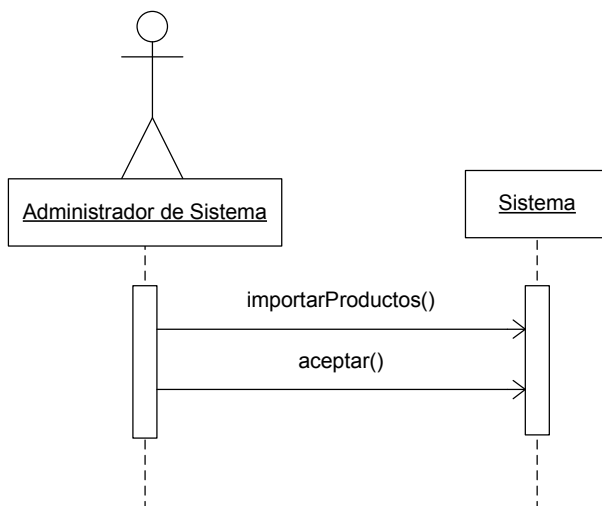 Administrador de Sistema
Sistema
importarProductos()
aceptar()